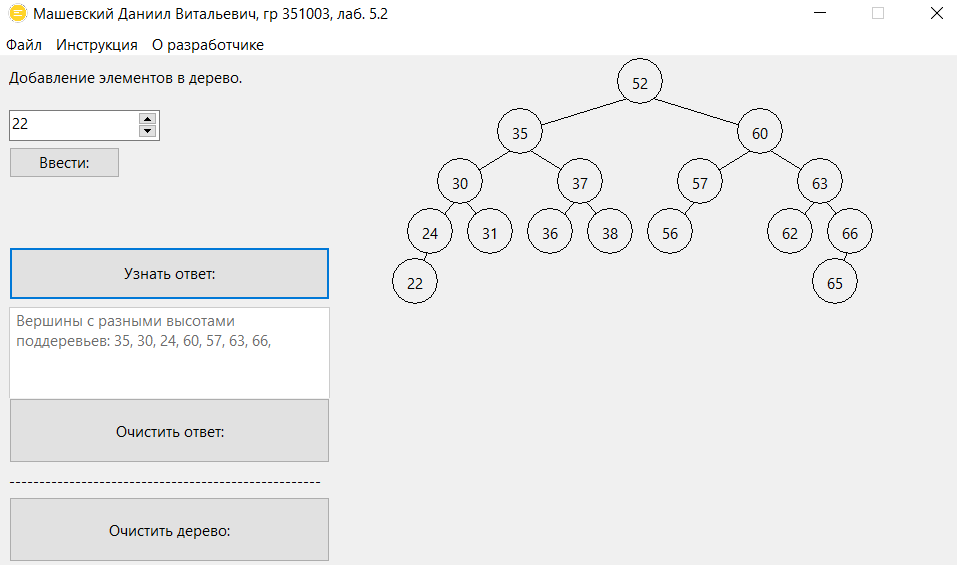 Машевский Даниил Витальевич, гр 351003, лаб. 5.2
Файл Инструкция О разработчике
Добавление элементов в дерево.
22
Ввести:
Узнать ответ:
Вершины с разными высотами
поддеревьев: 35, 30, 24, 60, 57, 63, 66,
Очистить ответ:
----------------------------------------------------
Очистить дерево:
52
35 60
30 37 57 63
24 31 36 38 56 62 66
22 65